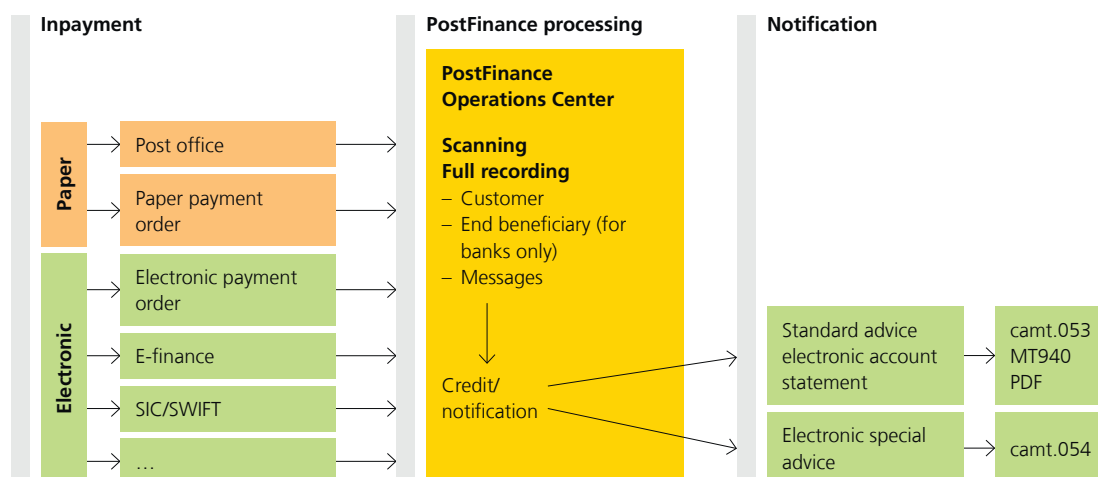 Inpayment
PostFinance processing
Notification
Paper
Post office
Paper payment
order
Electronic
Electronic payment
order
E-finance
SIC/SWIFT
…
PostFinance
Operations Center
Scanning
Full recording
– Customer
– End beneficiary (for
banks only)
– Messages
Credit/
notification
Standard advice
electronic account
statement
camt.053
MT940
PDF
Electronic special
advice
camt.054